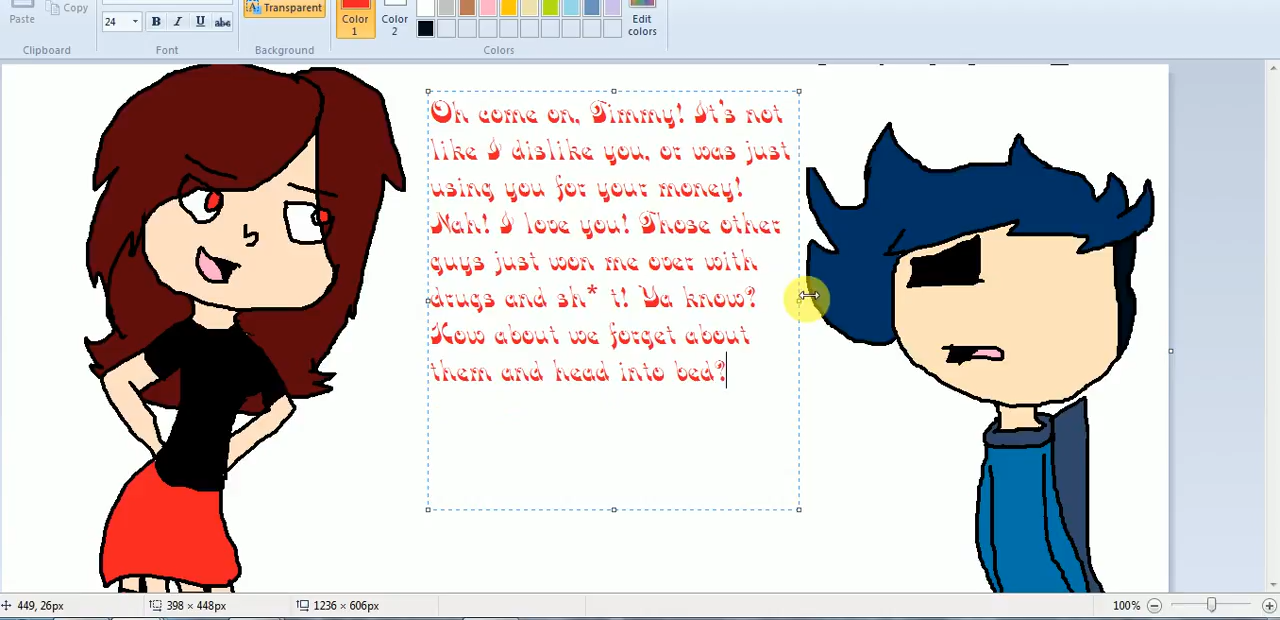 Paste
Copy
24
B I U abc
Transparent
Color 1
Color 2
Edit colors
Clipboard
Font
Background
Colors
Oh come on, Timmy! It's not
like I dislike you, or was just
using you for your money!
Nah! I love you! Those other
guys just won me over with
drugs and sh* t! Ya know?
How about we forget about
them and head into bed?
449, 26px
398 × 448px
1236 × 606px
100%